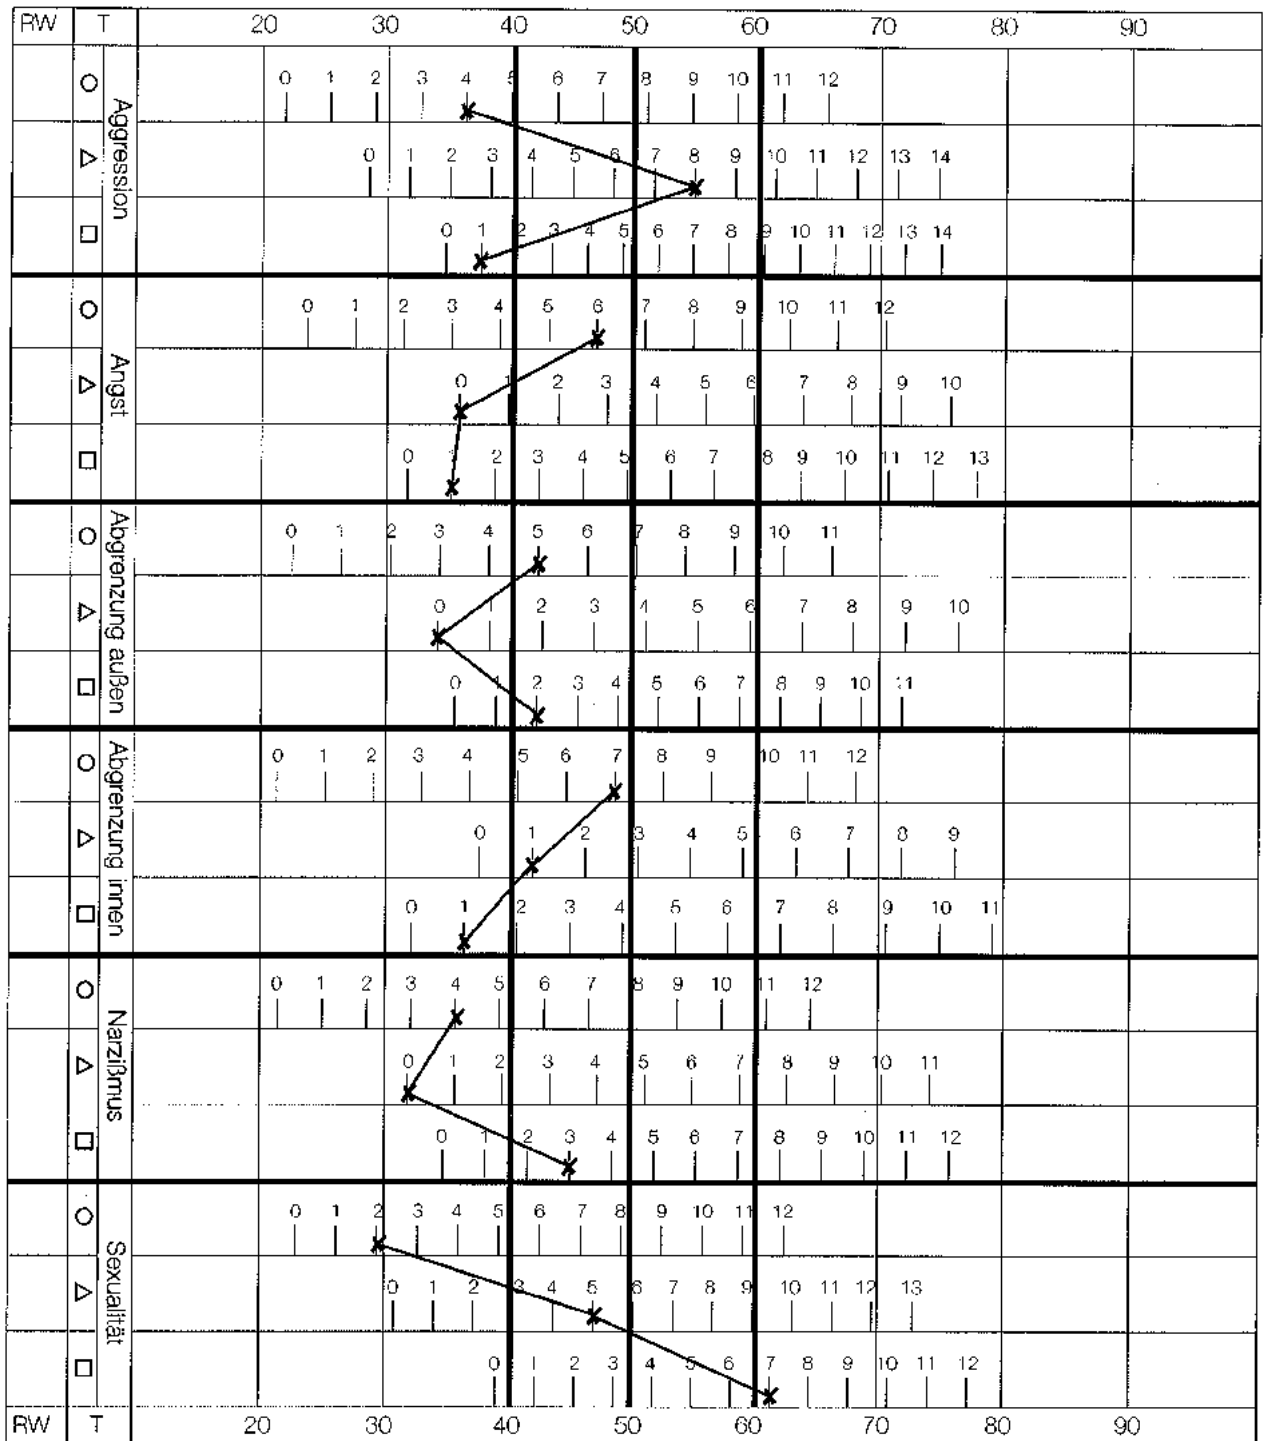 RW T 20 30 40 50 60 70 80 90
Aggression
0 1 2 3 4 5 6 7 8 9 10 11 12
0 1 2 3 4 5 6 7 8 9 10 11 12 13 14
0 1 2 3 4 5 6 7 8 9 10 11 12 13 14
Angst
0 1 2 3 4 5 6 7 8 9 10 11 12
0 1 2 3 4 5 6 7 8 9 10
0 1 2 3 4 5 6 7 8 9 10 11 12 13
Abgrenzung außen
0 1 2 3 4 5 6 7 8 9 10 11
0 1 2 3 4 5 6 7 8 9 10
0 1 2 3 4 5 6 7 8 9 10 11
Abgrenzung innen
0 1 2 3 4 5 6 7 8 9 10 11 12
0 1 2 3 4 5 6 7 8 9
0 1 2 3 4 5 6 7 8 9 10 11
Narzißmus
0 1 2 3 4 5 6 7 8 9 10 11 12
0 1 2 3 4 5 6 7 8 9 10 11
0 1 2 3 4 5 6 7 8 9 10 11 12
Sexualität
0 1 2 3 4 5 6 7 8 9 10 11 12
0 1 2 3 4 5 6 7 8 9 10 11 12 13
0 1 2 3 4 5 6 7 8 9 10 11 12
RW T 20 30 40 50 60 70 80 90